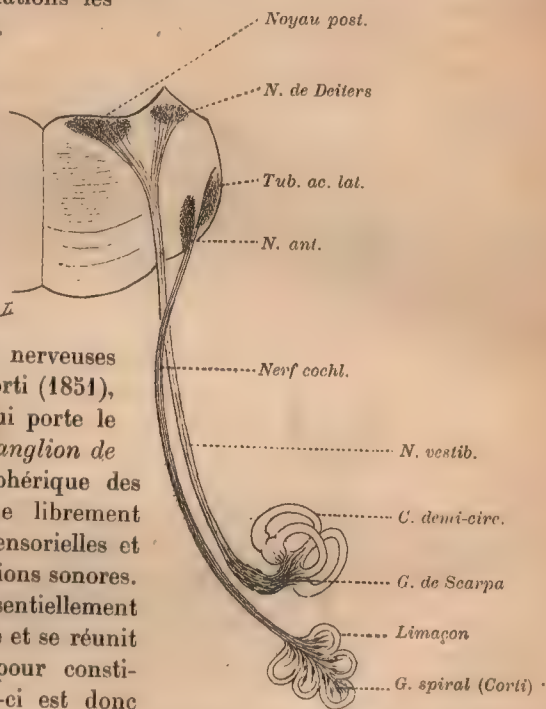 Noyau post.
N. de Deiters
Tub. ac. lat.
N. ant.
Nerf cochl.
N. vestib.
C. demi-circ.
G. de Scarpa
Limaçon
G. spiral (Corti)
les
nerveuses
orti (1851),
ui porte le
anglion de
phérique des
e librement
ensorielles et
ions sonores.
sentiellement
et se réunit
pour consti-
-ci est donc